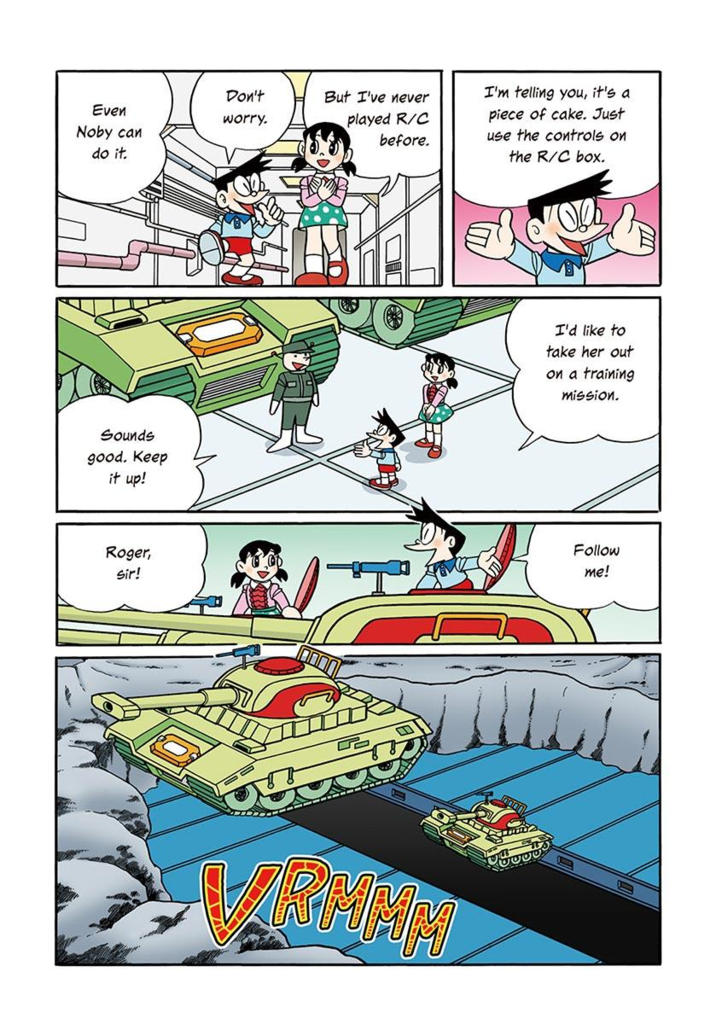 Even
Noby can
do it.
Don't
worry.
But I've never
played R/C
before.
I'm telling you, it's a
piece of cake. Just
use the controls on
the R/C box.
I'd like to
take her out
on a training
mission.
Sounds
good. Keep
it up!
Roger,
sir!
Follow
me!
VRMMM